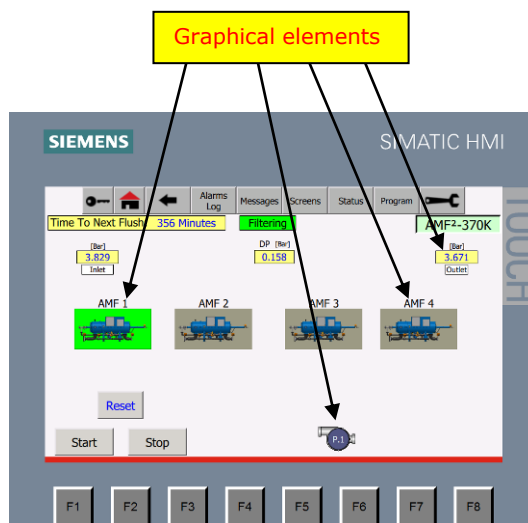 Graphical elements
SIEMENS
SIMATIC HMI
TOUCH
Alarms
Log
Messages
Screens
Status
Program
Time To Next Flush
356 Minutes
Filtering
AMF²-370K
[Bar]
3.829
Inlet
DP [Bar]
0.158
[Bar]
3.671
Outlet
AMF 1
AMF 2
AMF 3
AMF 4
Reset
P.1
Start
Stop
F1
F2
F3
F4
F5
F6
F7
F8